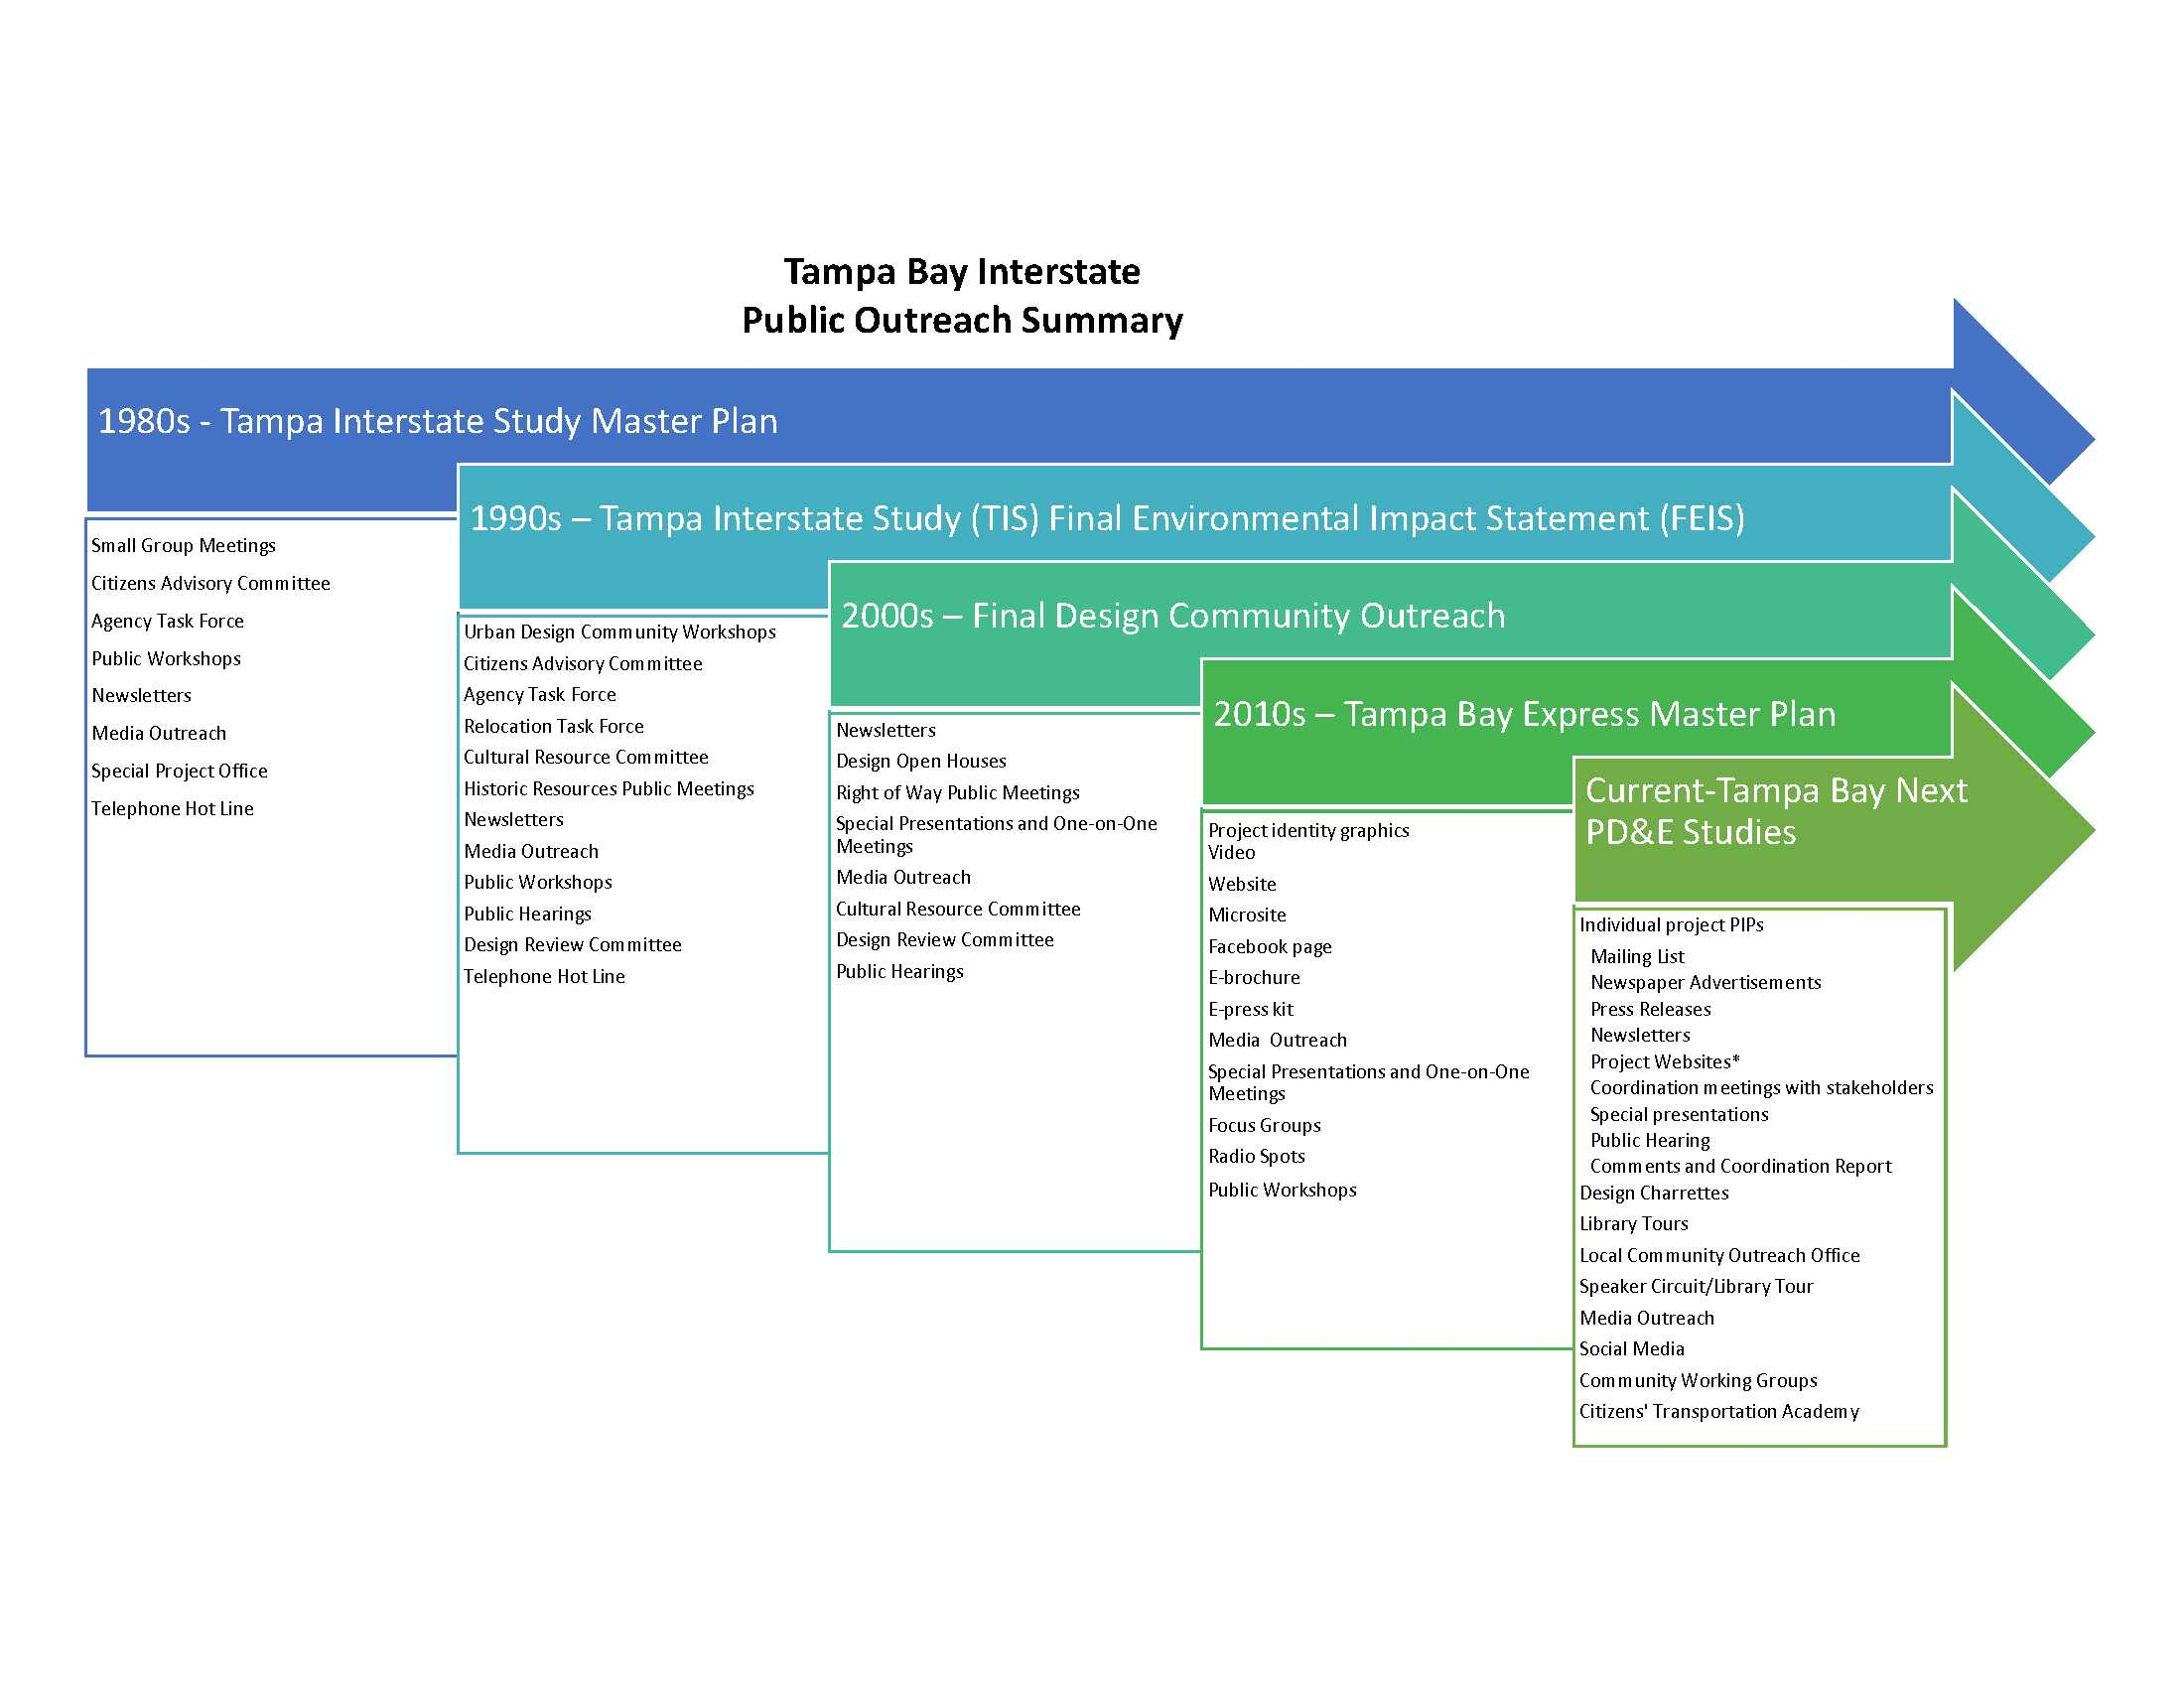 Tampa Bay Interstate
Public Outreach Summary
1980s - Tampa Interstate Study Master Plan
Small Group Meetings
Citizens Advisory Committee
Agency Task Force
Public Workshops
Newsletters
Media Outreach
Special Project Office
Telephone Hot Line
1990s – Tampa Interstate Study (TIS) Final Environmental Impact Statement (FEIS)
Urban Design Community Workshops
Citizens Advisory Committee
Agency Task Force
Relocation Task Force
Cultural Resource Committee
Historic Resources Public Meetings
Newsletters
Media Outreach
Public Workshops
Public Hearings
Design Review Committee
Telephone Hot Line
2000s – Final Design Community Outreach
Newsletters
Design Open Houses
Right of Way Public Meetings
Special Presentations and One-on-One
Meetings
Media Outreach
Cultural Resource Committee
Design Review Committee
Public Hearings
2010s – Tampa Bay Express Master Plan
Project identity graphics
Video
Website
Microsite
Facebook page
E-brochure
E-press kit
Media Outreach
Special Presentations and One-on-One
Meetings
Focus Groups
Radio Spots
Public Workshops
Current-Tampa Bay Next
PD&E Studies
Individual project PIPs
Mailing List
Newspaper Advertisements
Press Releases
Newsletters
Project Websites*
Coordination meetings with stakeholders
Special presentations
Public Hearing
Comments and Coordination Report
Design Charrettes
Library Tours
Local Community Outreach Office
Speaker Circuit/Library Tour
Media Outreach
Social Media
Community Working Groups
Citizens' Transportation Academy